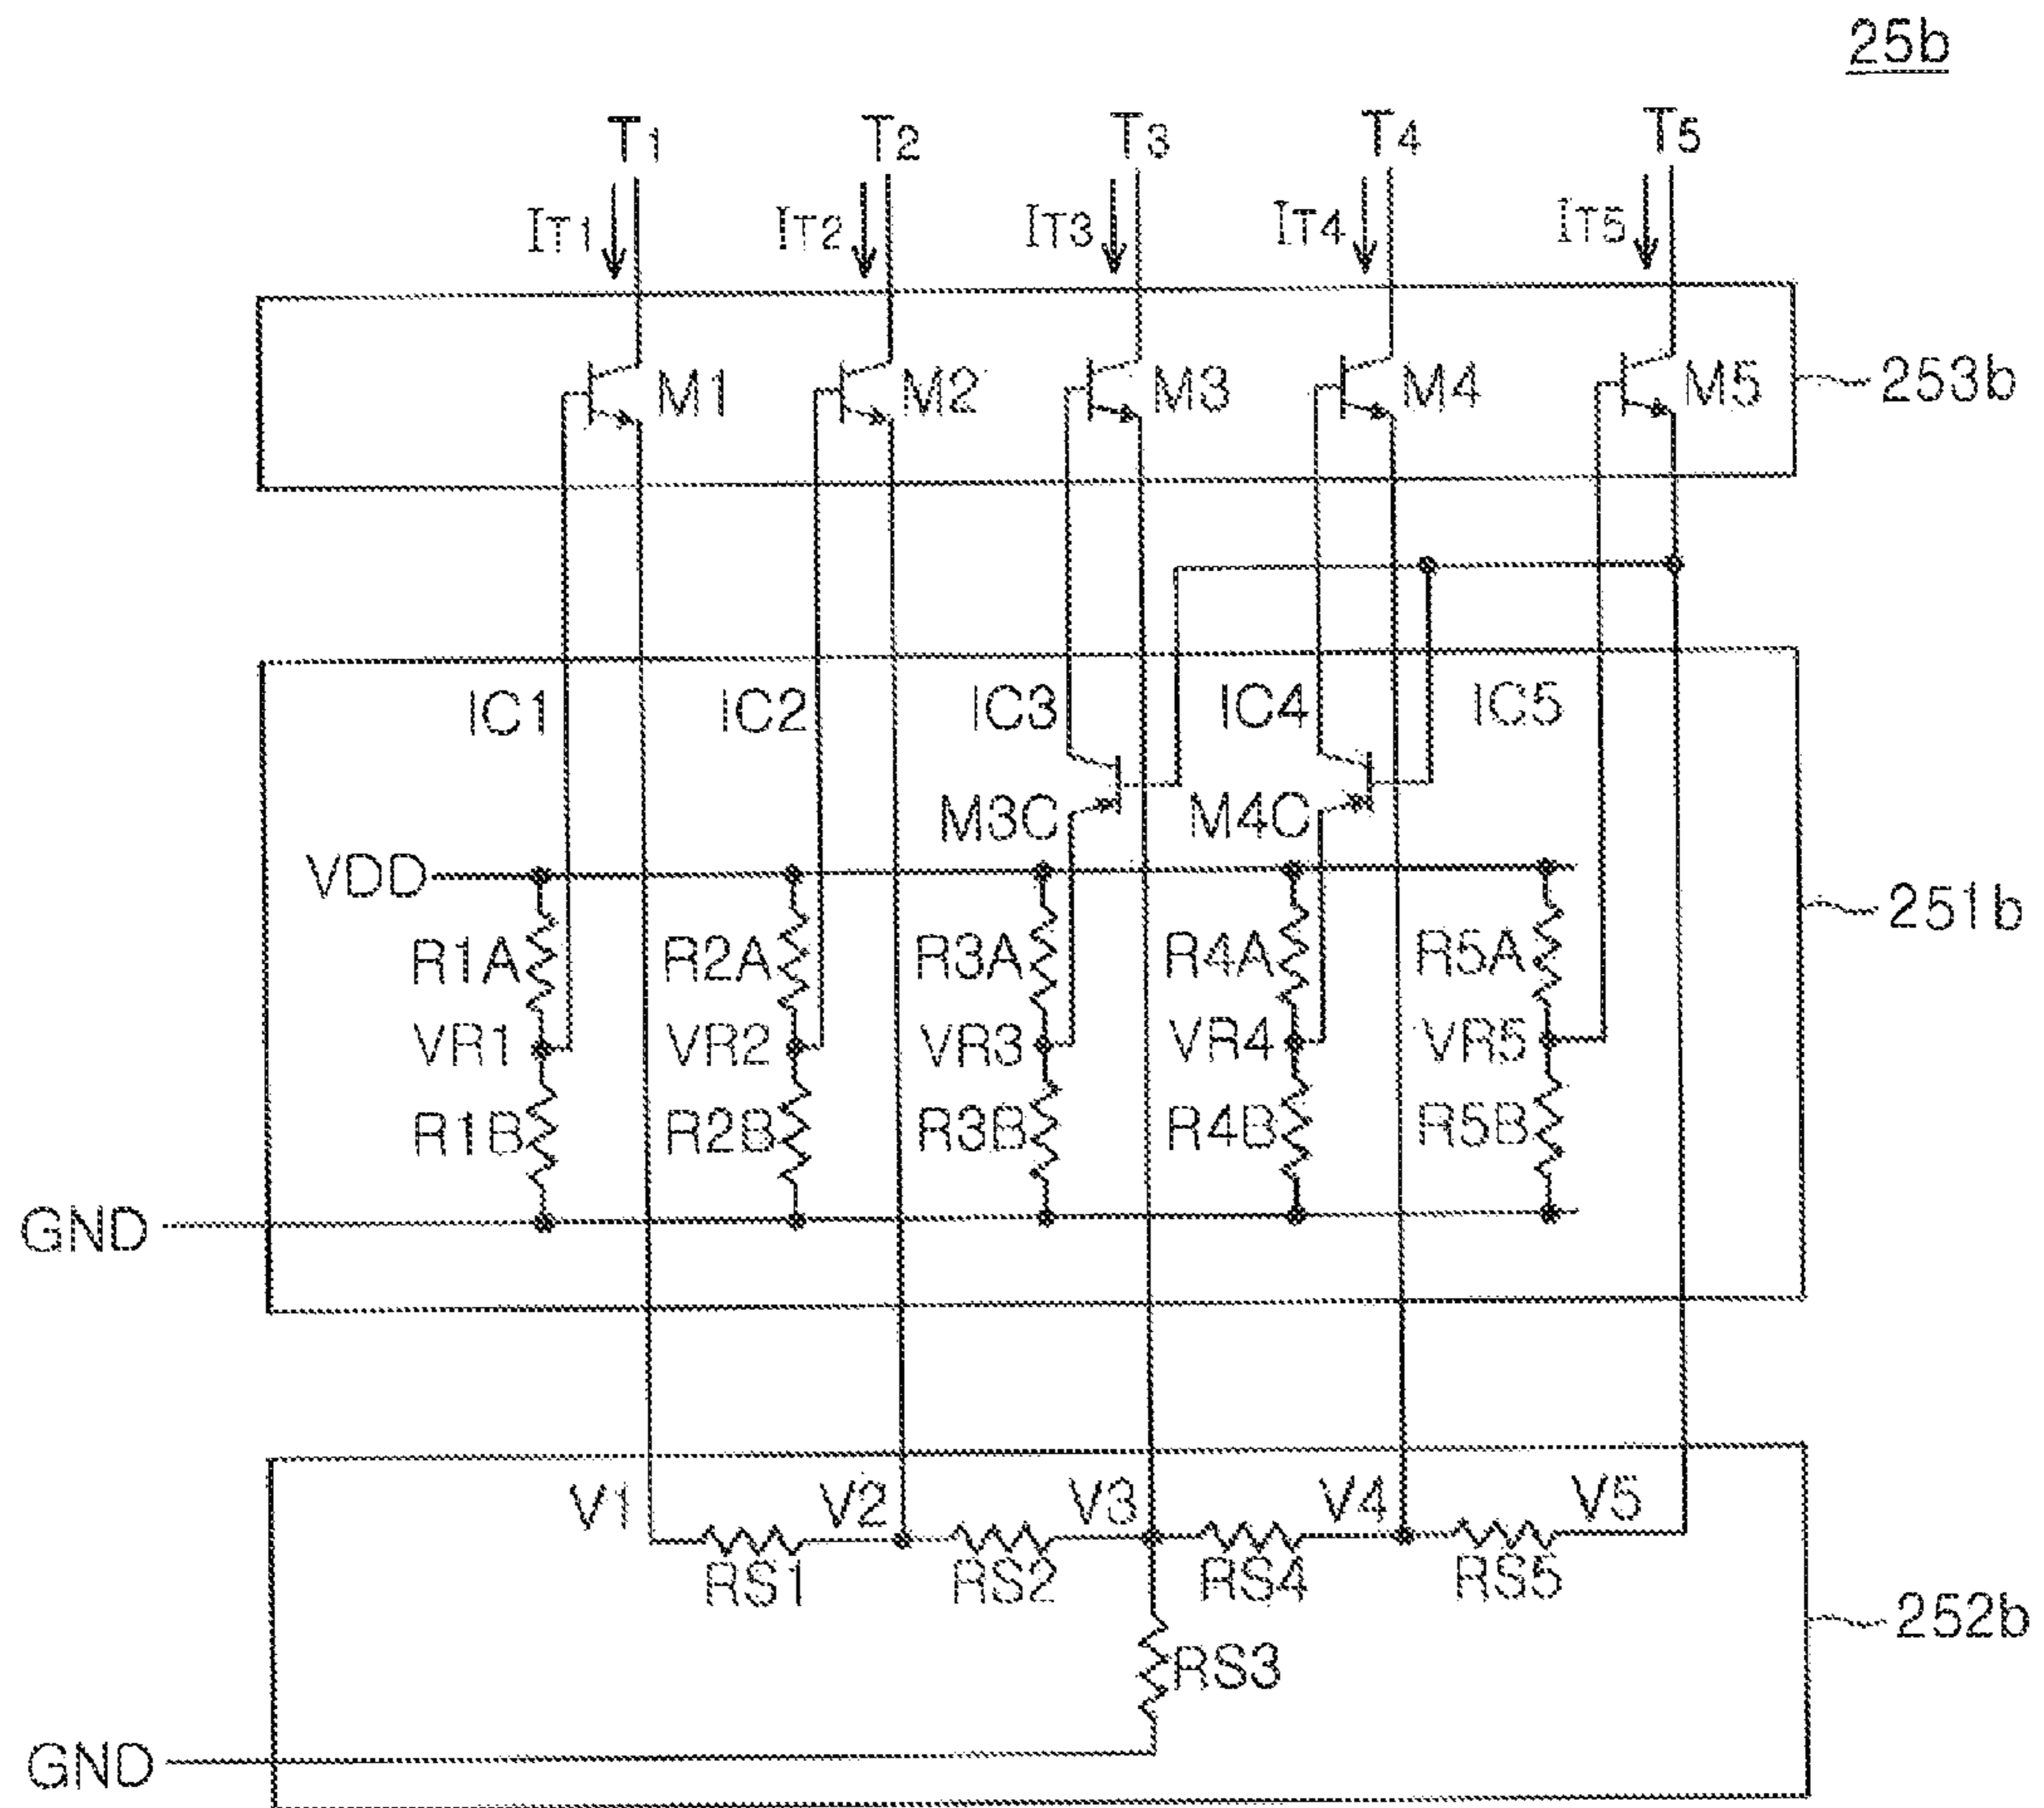 25b
T1 T2 T3 T4 T5
IT1 IT2 IT3 IT4 IT5
M1 M2 M3 M4 M5 253b
IC1 IC2 IC3 IC4 IC5
M3C M4C
VDD
251b
R1A R2A R3A R4A R5A
VR1 VR2 VR3 VR4 VR5
R1B R2B R3B R4B R5B
GND
V1 V2 V3 V4 V5
RS1 RS2 RS4 RS5
252b
RS3
GND